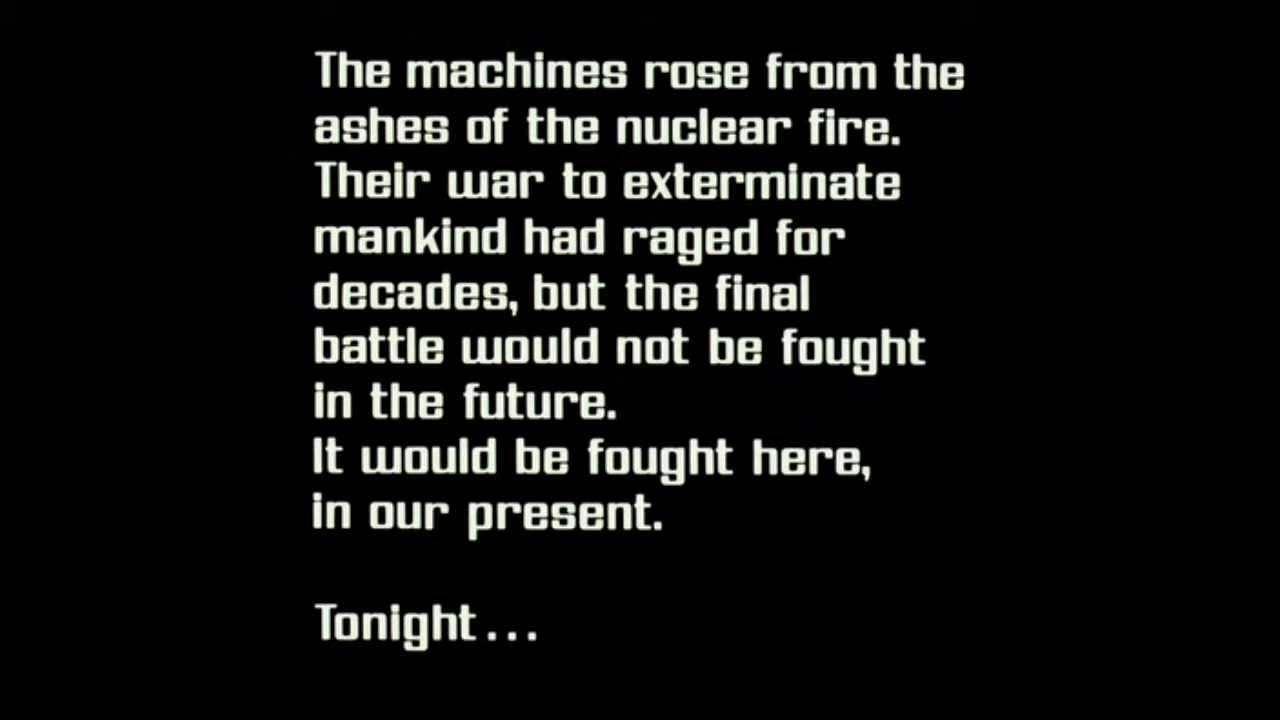 The machines rose from the
ashes of the nuclear fire.
Their war to exterminate
mankind had raged for
decades, but the final
battle would not be fought
in the future.
It would be fought here,
in our present.
Tonight...